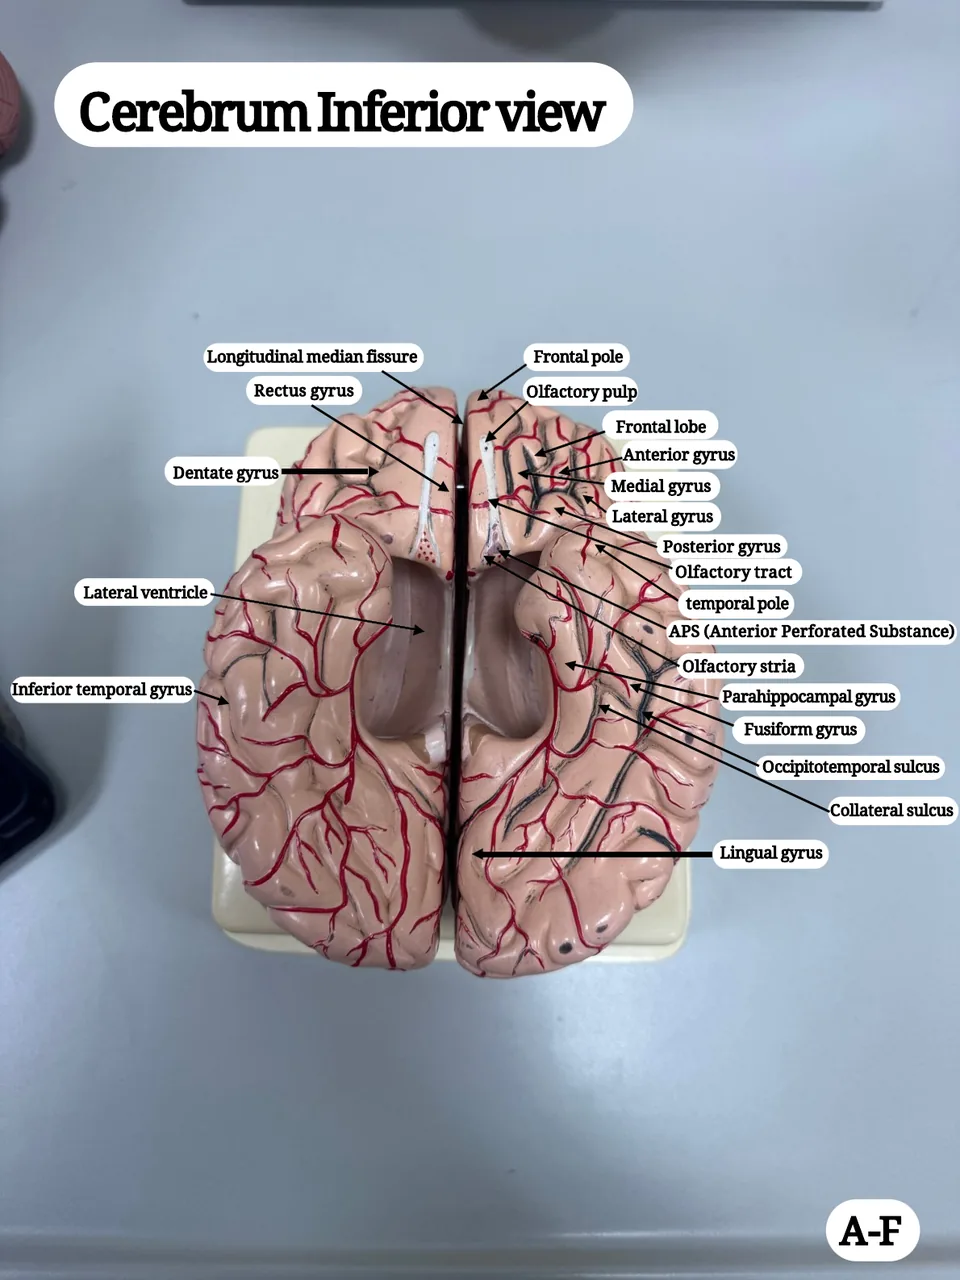 Cerebrum Inferior view
Longitudinal median fissure
Frontal pole
Rectus gyrus
Olfactory pulp
Frontal lobe
Anterior gyrus
Dentate gyrus
Medial gyrus
Lateral gyrus
Posterior gyrus
Olfactory tract
Lateral ventricle
temporal pole
APS (Anterior Perforated Substance)
Olfactory stria
Inferior temporal gyrus
Parahippocampal gyrus
Fusiform gyrus
Occipitotemporal sulcus
Collateral sulcus
Lingual gyrus
A-F